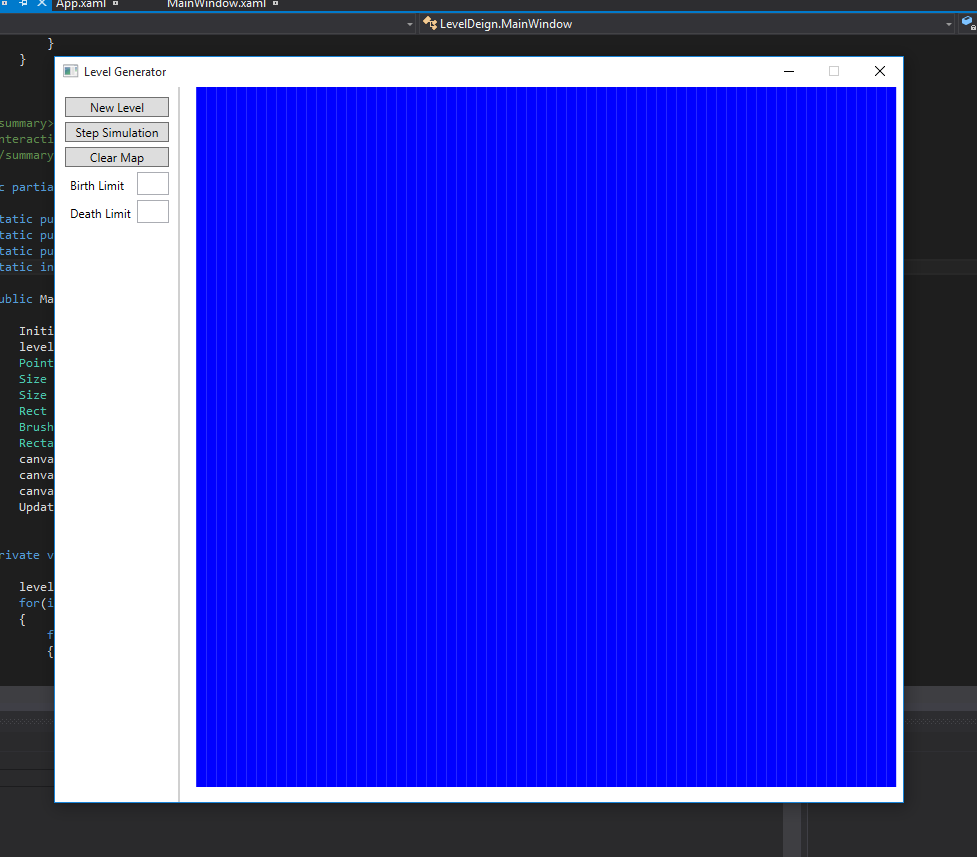 App.xaml
MainWindow.xaml
LevelDeign.MainWindow
}
}
Level Generator
New Level
Step Simulation
Clear Map
Birth Limit
Death Limit
summary>
nteracti
/summary
c partia
tatic pu
tatic pu
tatic pu
tatic in
ublic Ma
Initi
level
Point
Size
Size
Rect
Brush
Recta
canva
canva
canva
Updat
rivate v
level
for(i
{
f
{